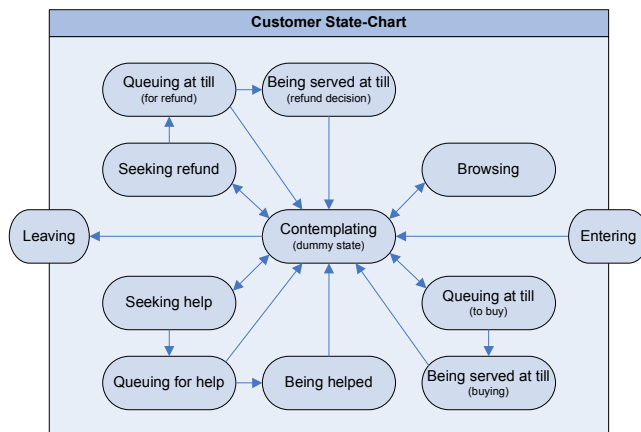 Customer State-Chart
Queuing at till
(for refund)
Being served at till
(refund decision)
Seeking refund
Browsing
Leaving
Contemplating
(dummy state)
Entering
Seeking help
Queuing at till
(to buy)
Queuing for help
Being helped
Being served at till
(buying)